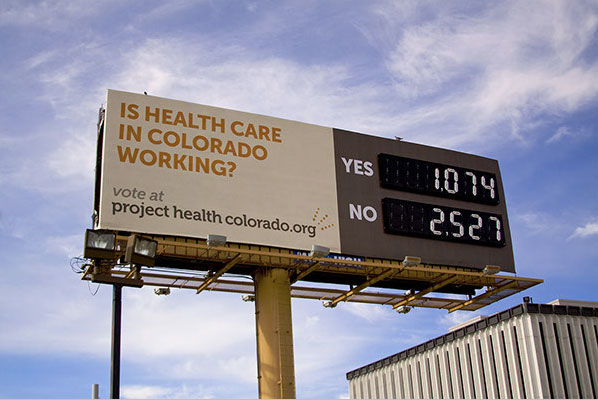 IS HEALTH CARE
IN COLORADO
WORKING?
vote at
project health colorado.org
YES 1,074
NO 2,527